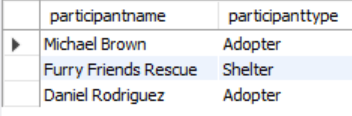 participantname participanttype
Michael Brown Adopter
Furry Friends Rescue Shelter
Daniel Rodriguez Adopter